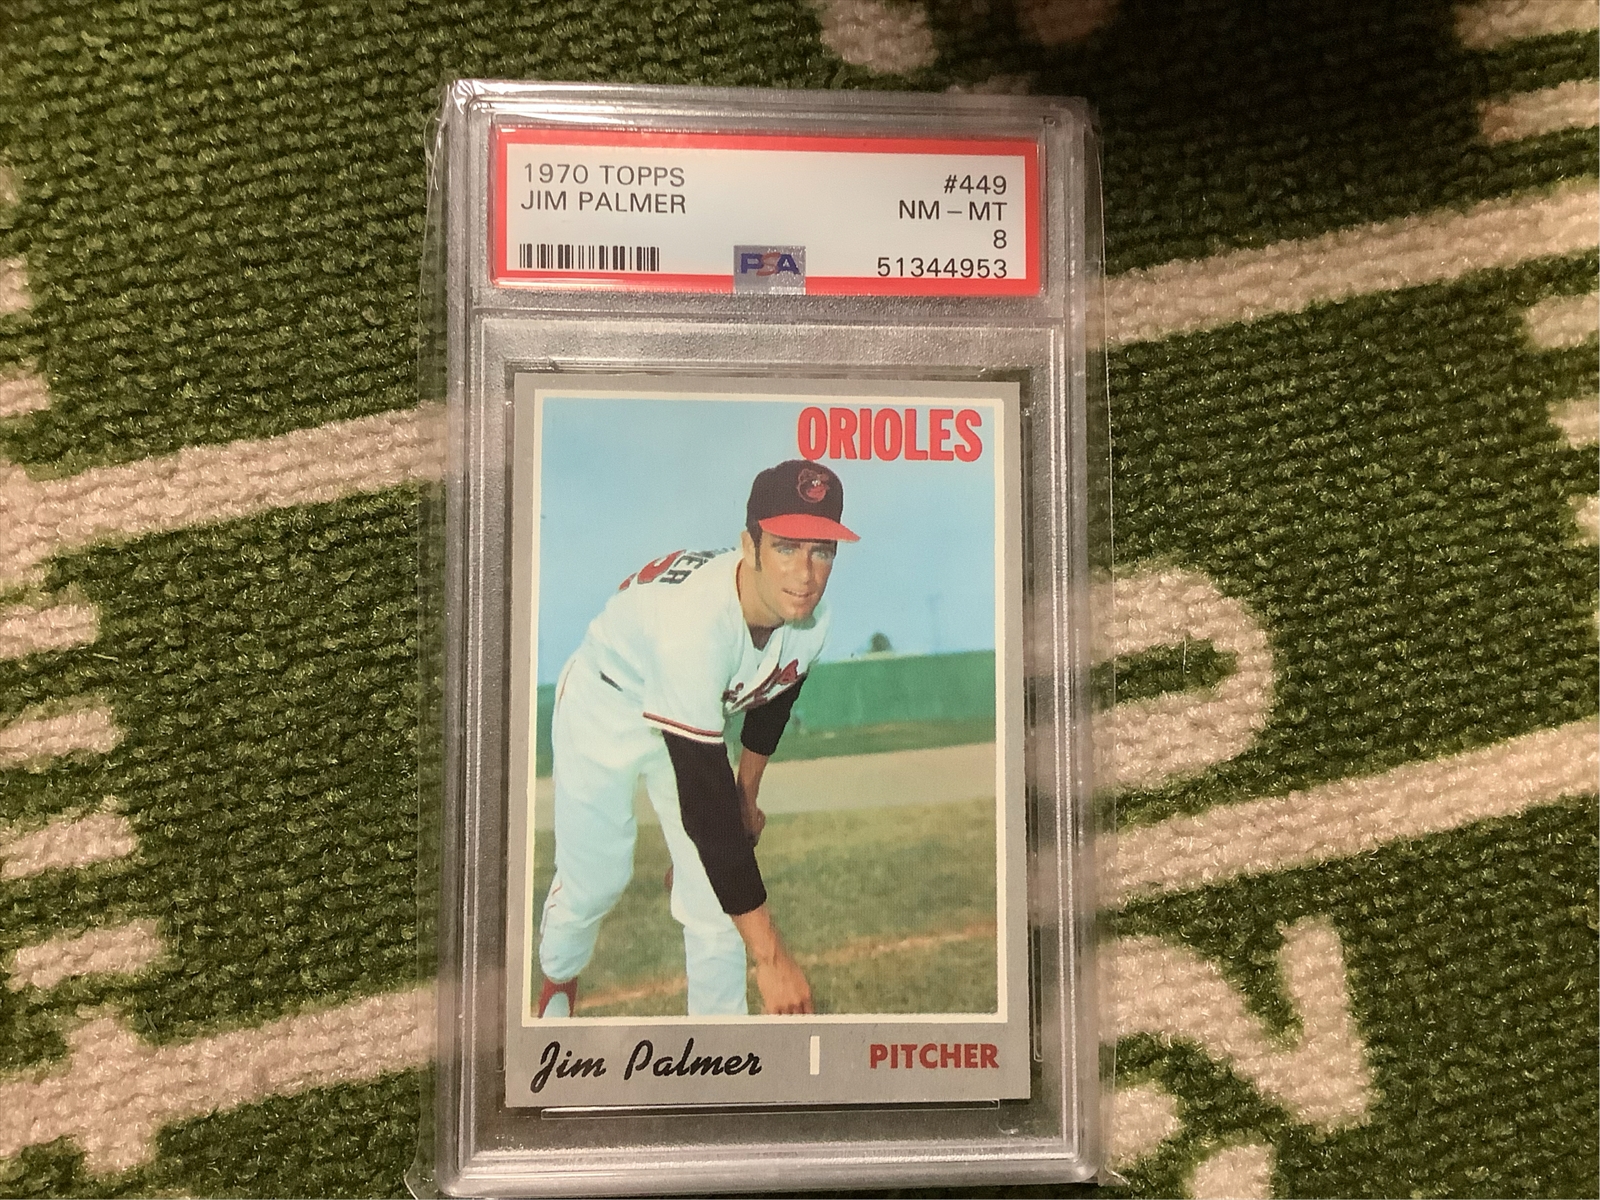 1970 TOPPS #449
JIM PALMER NM - MT
8
PSA 51344953
ORIOLES
Jim Palmer PITCHER